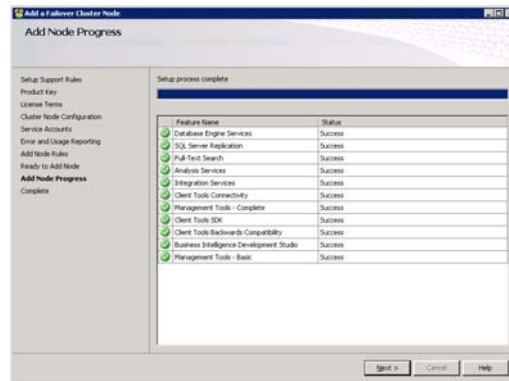 Add a Failover Cluster Node
Add Node Progress
Setup Support Rules
Product Key
License Terms
Cluster Node Configuration
Service Accounts
Error and Usage Reporting
Add Node Rules
Ready to Add Node
Add Node Progress
Complete
Setup process complete
Feature Name Status
Database Engine Services Success
SQL Server Replication Success
Full-Text Search Success
Analysis Services Success
Integration Services Success
Client Tools Connectivity Success
Management Tools - Complete Success
Client Tools SDK Success
Client Tools Backwards Compatibility Success
Business Intelligence Development Studio Success
Management Tools - Basic Success
Next > Cancel Help